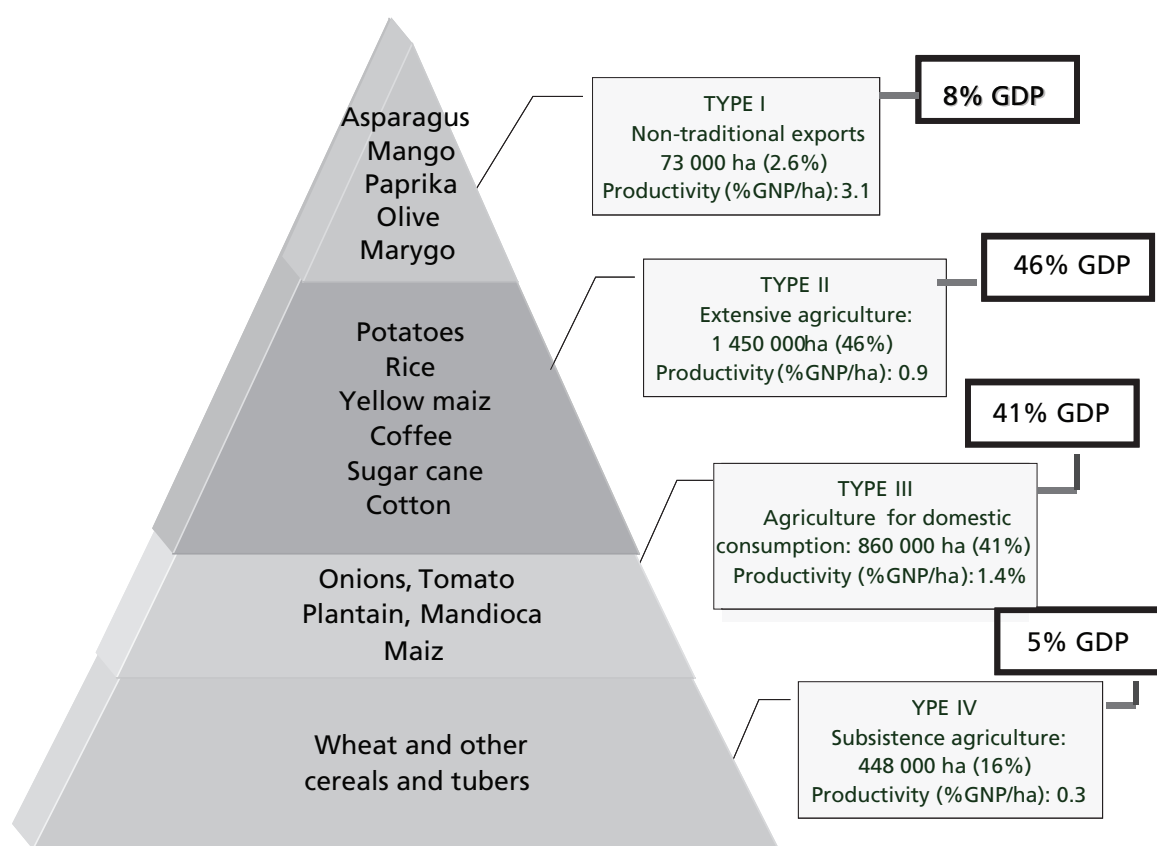 Asparagus
Mango
Paprika
Olive
Marygo
TYPE I
Non-traditional exports
73 000 ha (2.6%)
Productivity (%GNP/ha):3.1
8% GDP
Potatoes
Rice
Yellow maiz
Coffee
Sugar cane
Cotton
TYPE II
Extensive agriculture:
1 450 000ha (46%)
Productivity (%GNP/ha): 0.9
46% GDP
Onions, Tomato
Plantain, Mandioca
Maiz
TYPE III
Agriculture for domestic
consumption: 860 000 ha (41%)
Productivity (%GNP/ha):1.4%
41% GDP
Wheat and other
cereals and tubers
YPE IV
Subsistence agriculture:
448 000 ha (16%)
Productivity (%GNP/ha): 0.3
5% GDP